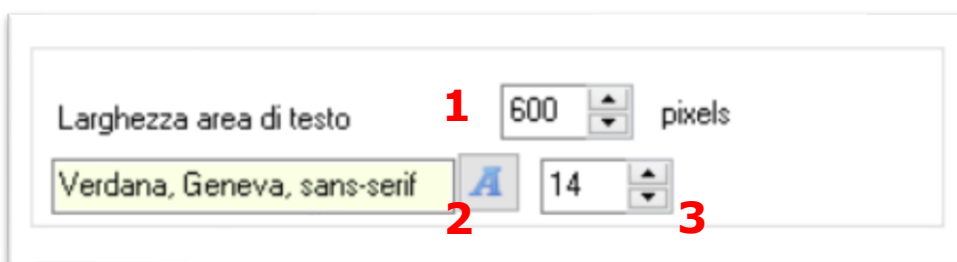 Larghezza area di testo 1 600 pixels
Verdana, Geneva, sans-serif A 14
2 3